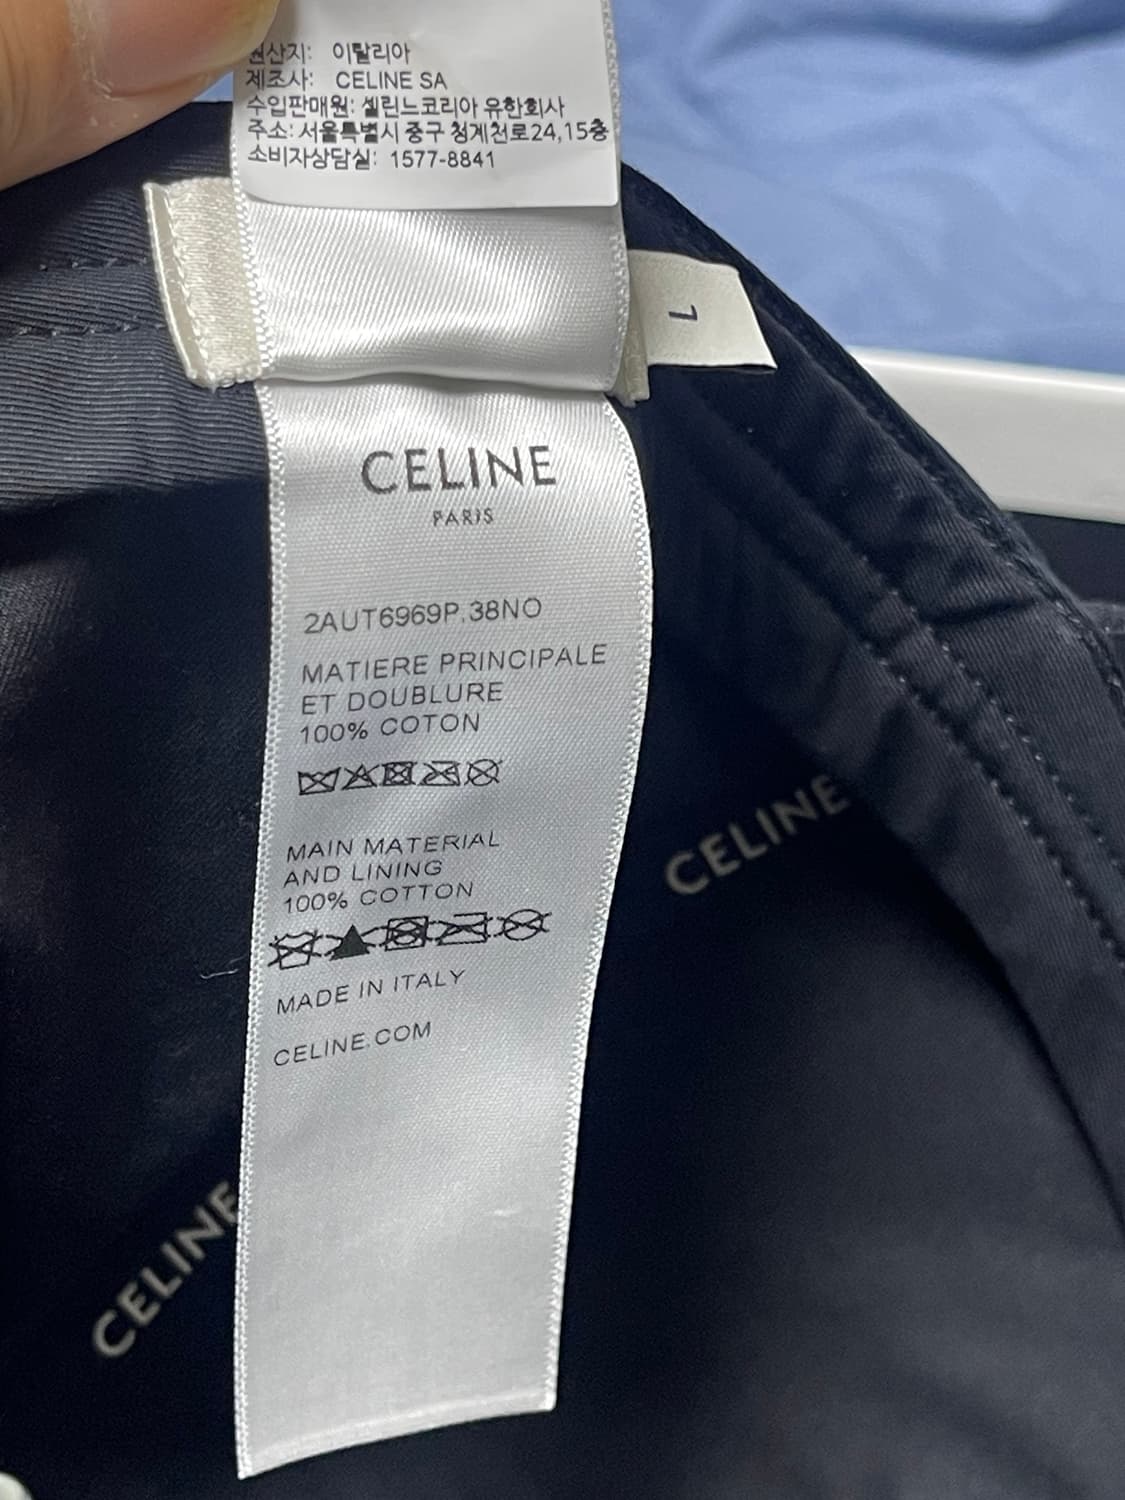 원산지: 이탈리아
제조사: CELINE SA
수입판매원: 셀린느코리아 유한회사
주소: 서울특별시 중구 청계천로24,15층
소비자상담실: 1577-8841
L
CELINE
PARIS
2AUT6969P.38NO
MATIERE PRINCIPALE
ET DOUBLURE
100% COTON
MAIN MATERIAL
AND LINING
100% COTTON
MADE IN ITALY
CELINE.COM
CELINE
CELINE